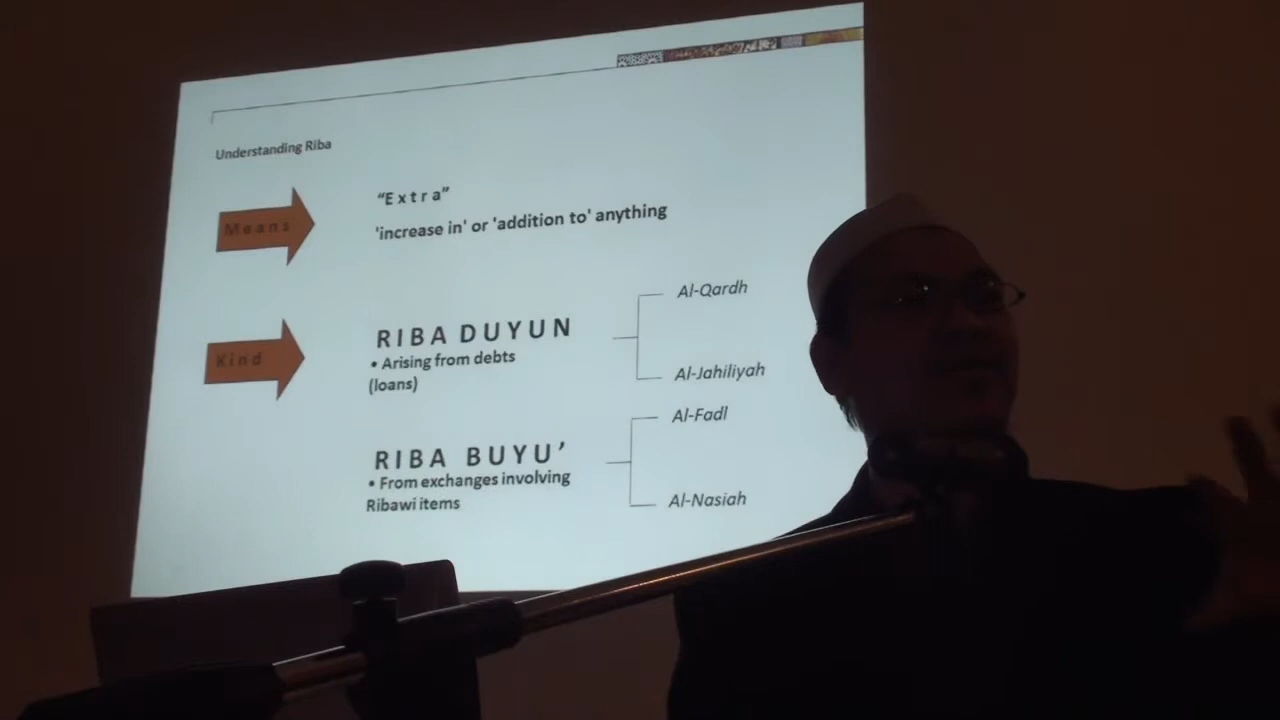 Understanding Riba
Means
“Extra”
'increase in' or 'addition to' anything
Kind
RIBA DUYUN
• Arising from debts
(loans)
Al-Qardh
Al-Jahiliyah
RIBA BUYU’
• From exchanges involving
Ribawi items
Al-Fadl
Al-Nasiah